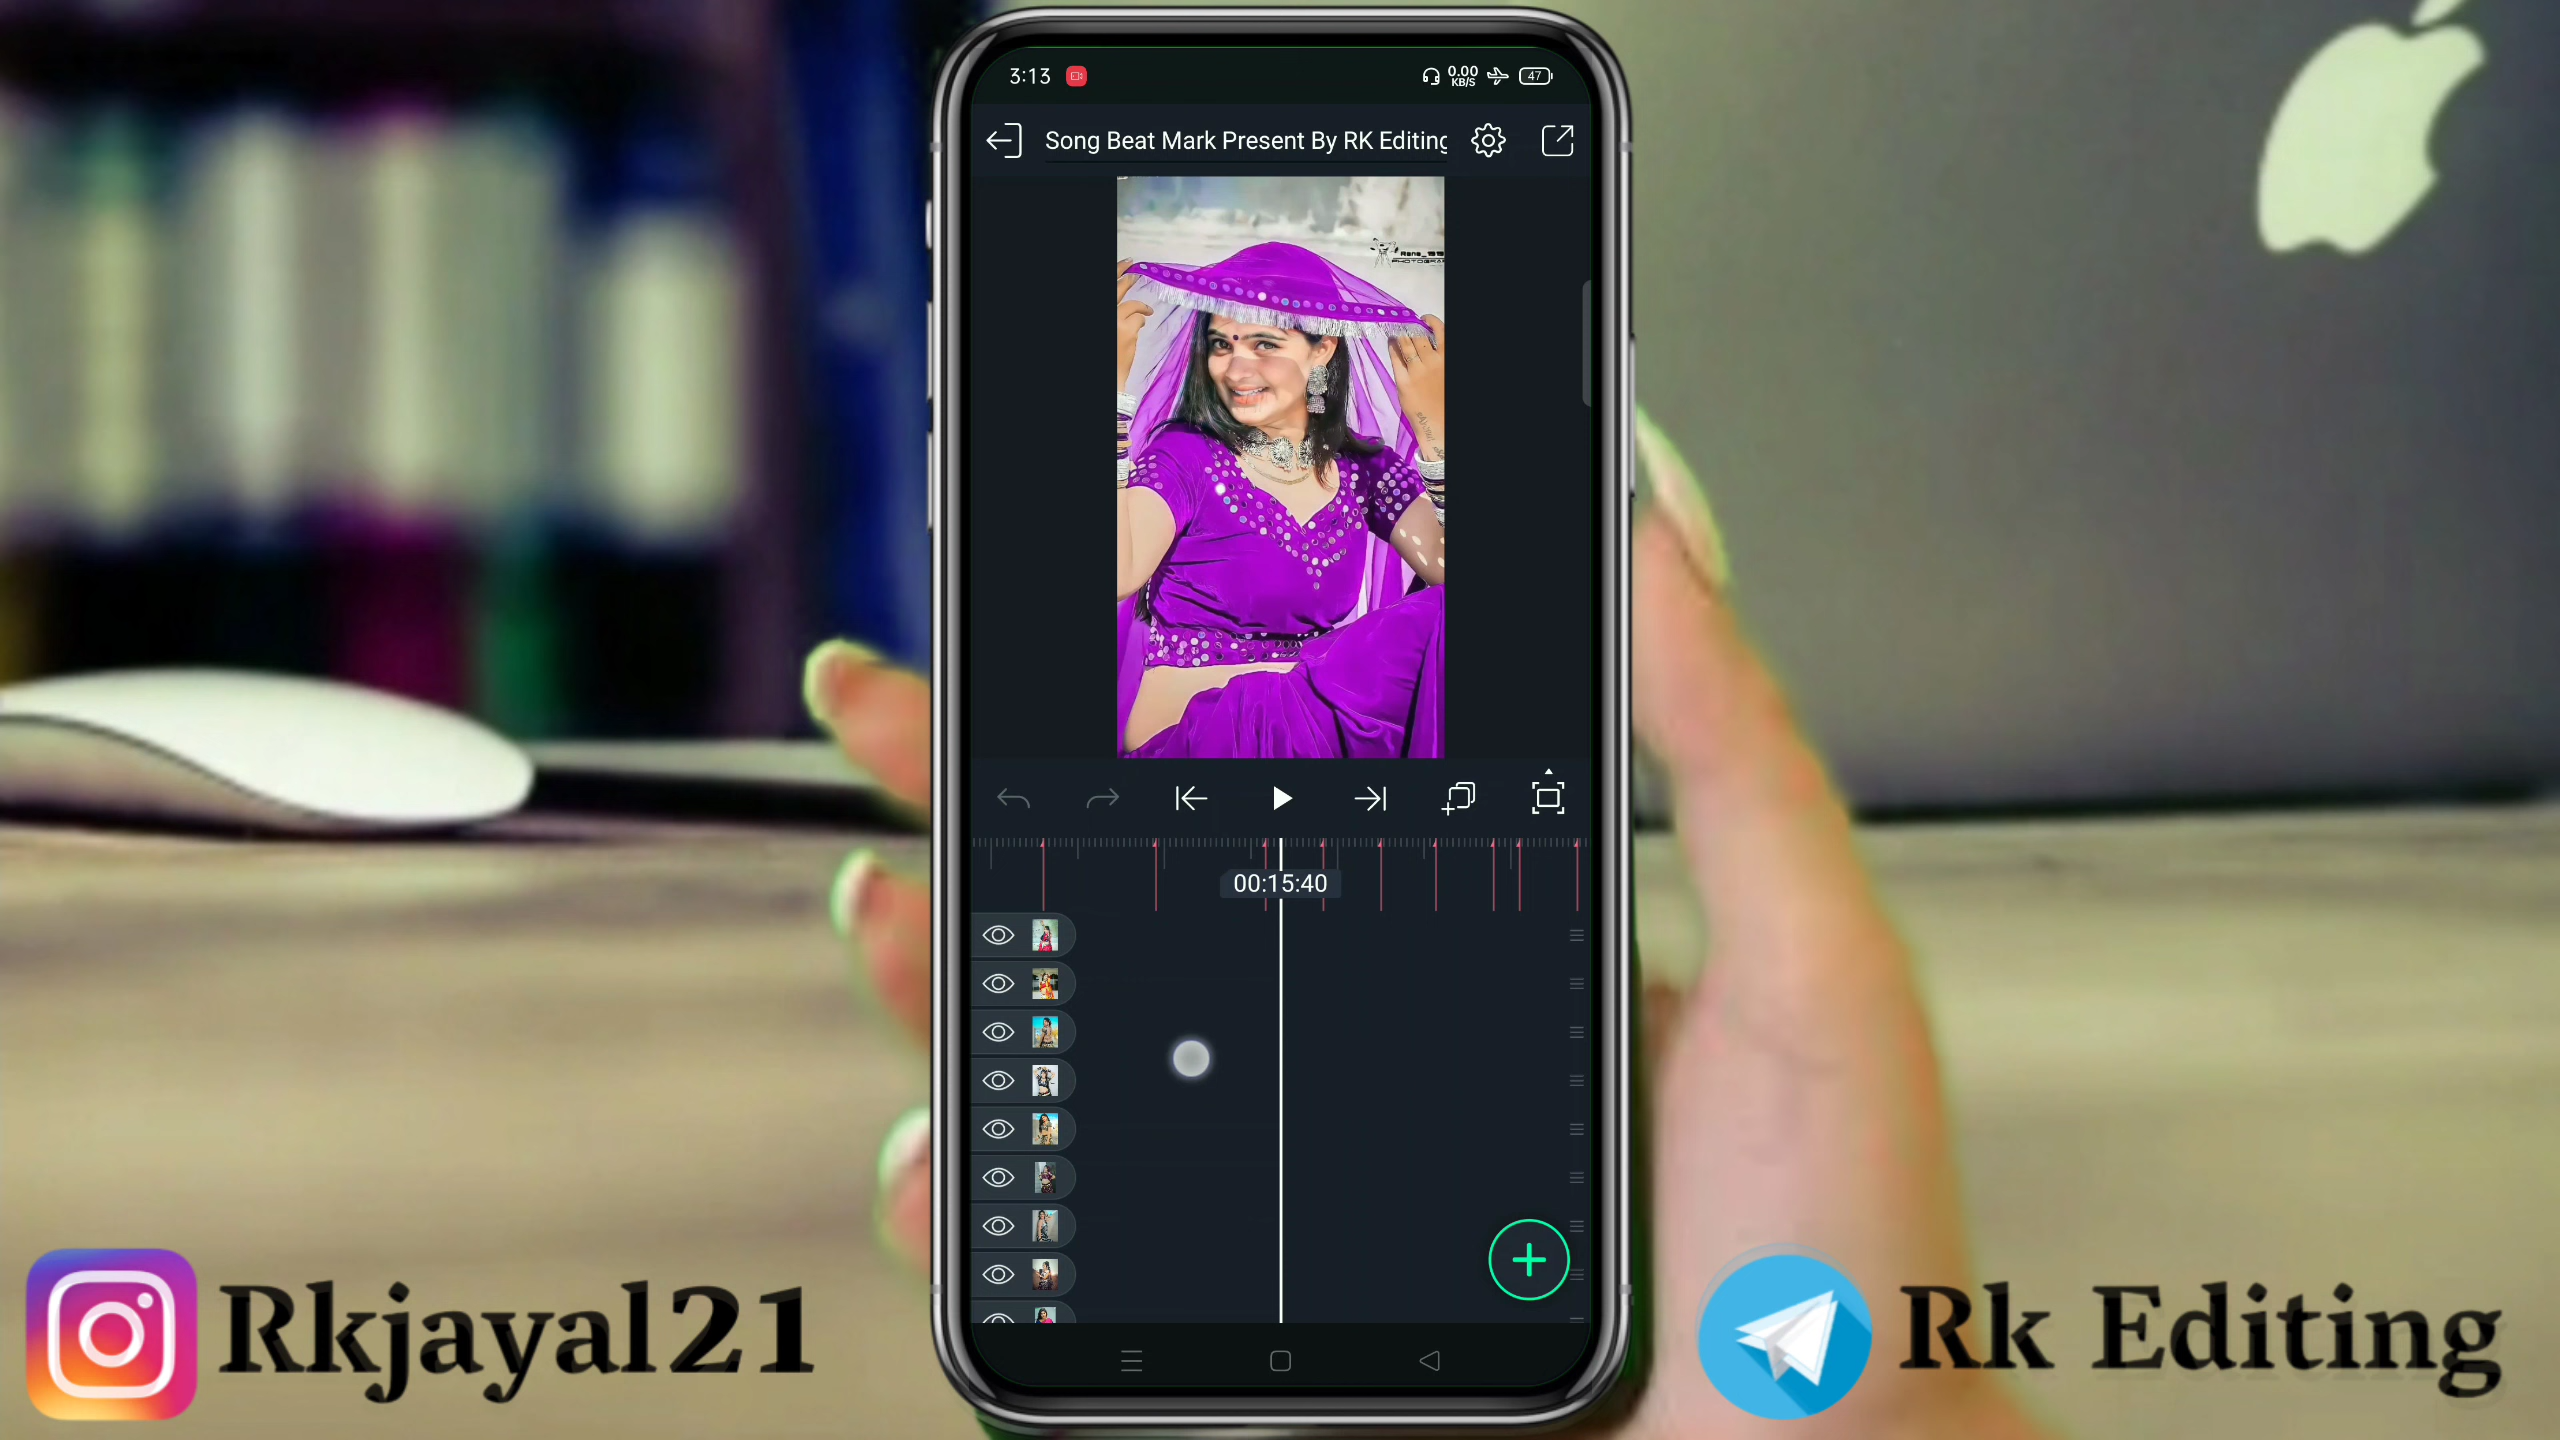 3:13
0.00
KB/S
47
Song Beat Mark Present By RK Editing
00:15:40
Rkjayal21
Rk Editing